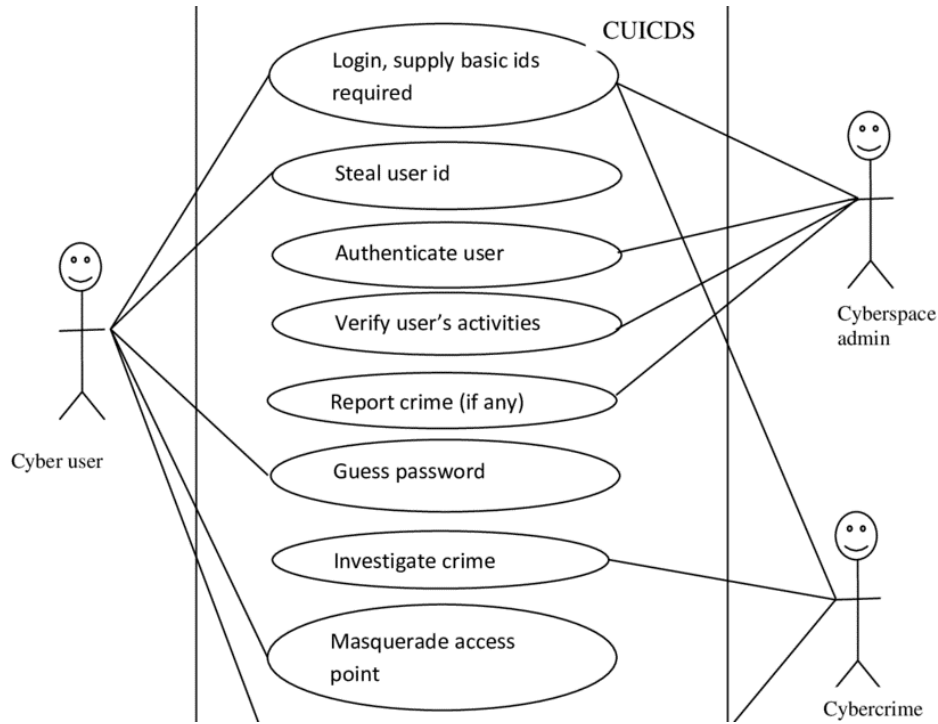 CUICDS
Login, supply basic ids
required
Steal user id
Authenticate user
Verify user’s activities
Report crime (if any)
Guess password
Investigate crime
Masquerade access
point
Cyber user
Cyberspace
admin
Cybercrime